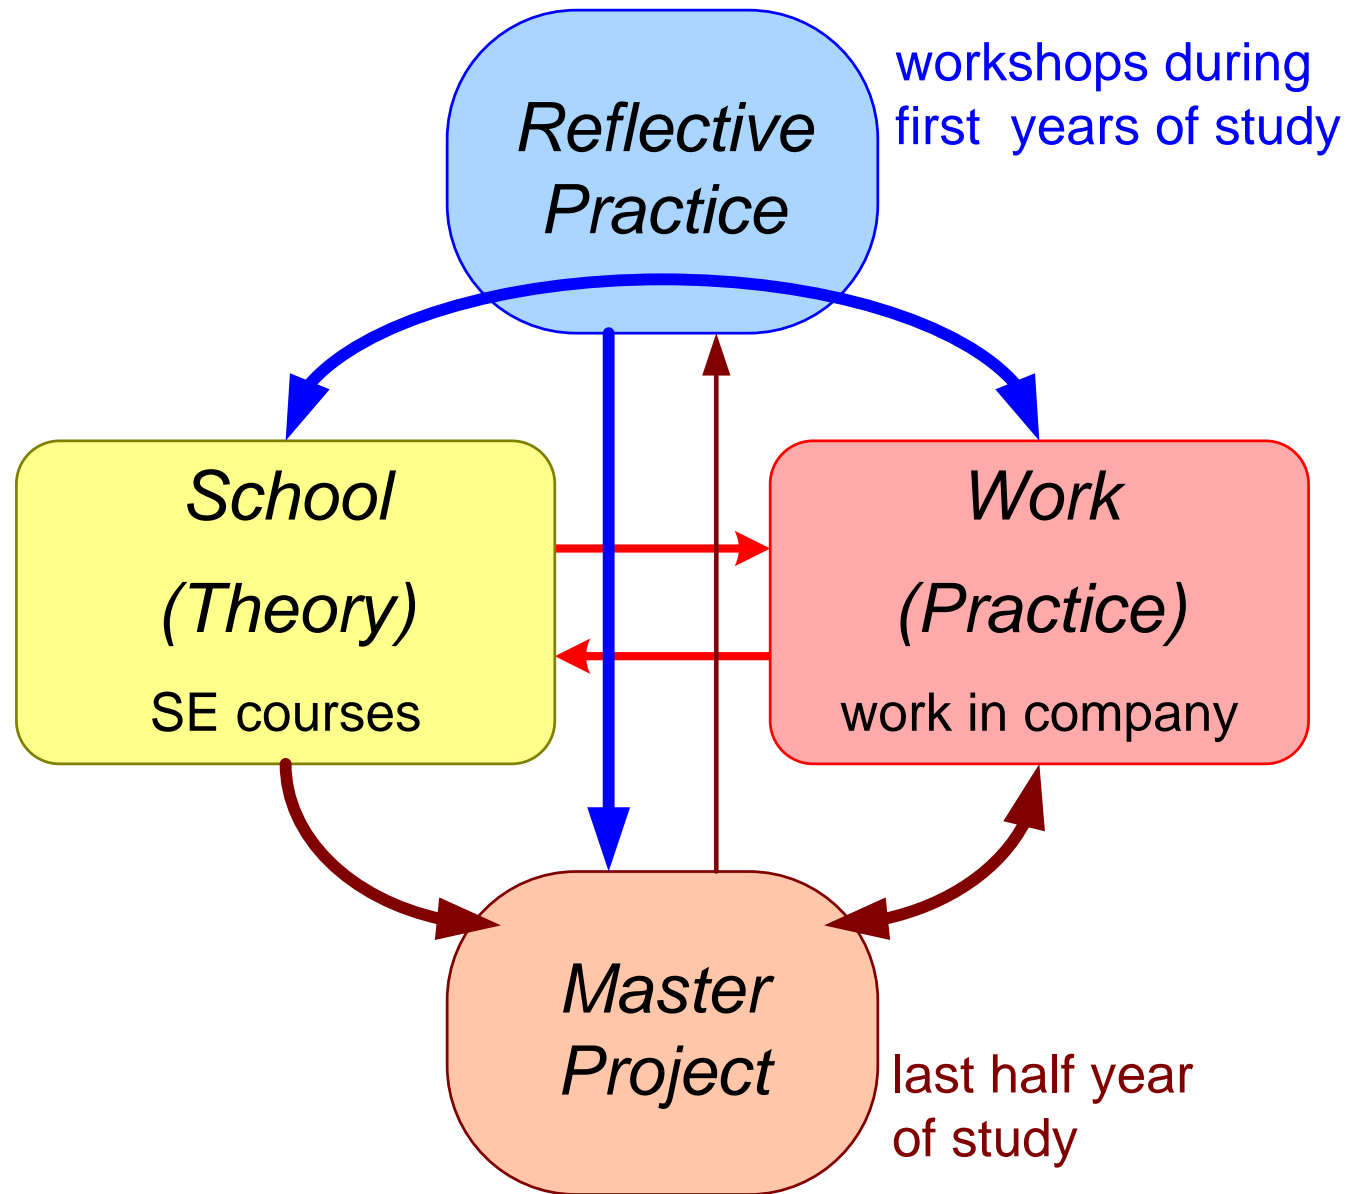 Reflective
Practice
workshops during
first years of study
School
(Theory)
SE courses
Work
(Practice)
work in company
Master
Project
last half year
of study